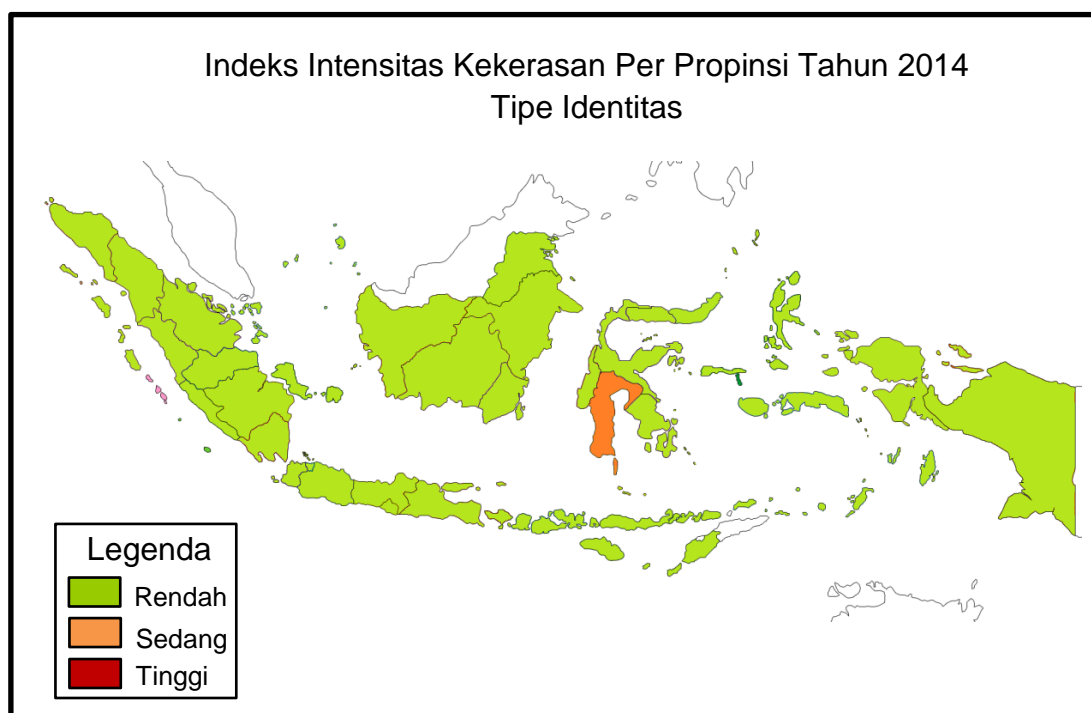 Indeks Intensitas Kekerasan Per Propinsi Tahun 2014
Tipe Identitas
Legenda
Rendah
Sedang
Tinggi